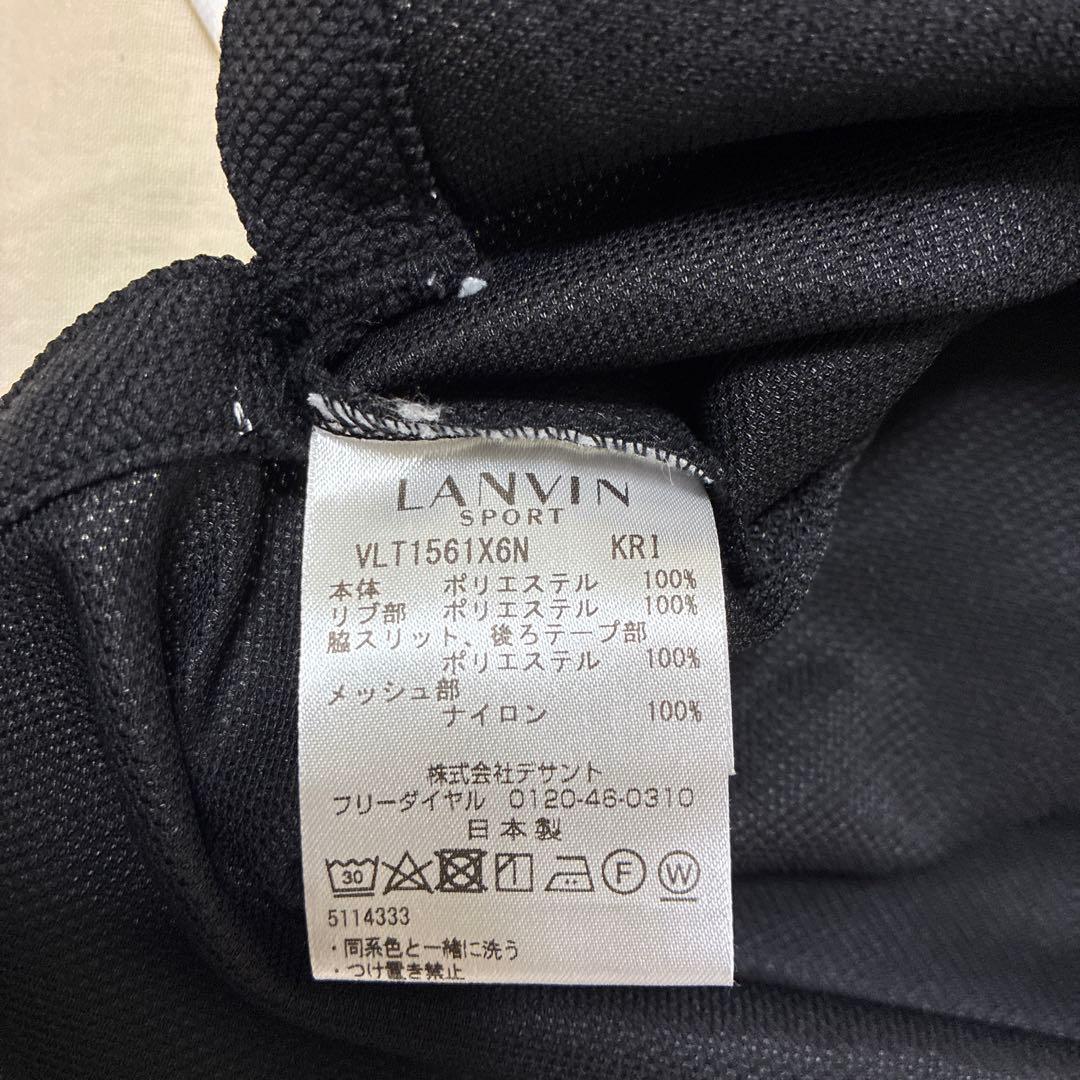 LANVIN
SPORT
VLT1561X6N KRI
本体 ポリエステル 100%
リブ部 ポリエステル 100%
脇スリット、後ろテープ部
ポリエステル 100%
メッシュ部
ナイロン 100%
株式会社デサント
フリーダイヤル 0120-46-0310
日本製
30 F W
5114333
・同系色と一緒に洗う
・つけ置き禁止